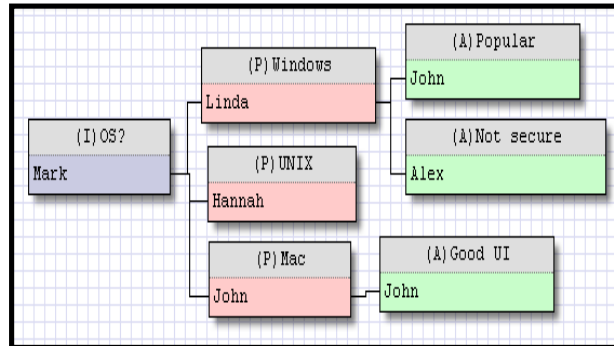 (I)OS?
Mark
(P)Windows
Linda
(A)Popular
John
(A)Not secure
Alex
(P)UNIX
Hannah
(P)Mac
John
(A)Good UI
John